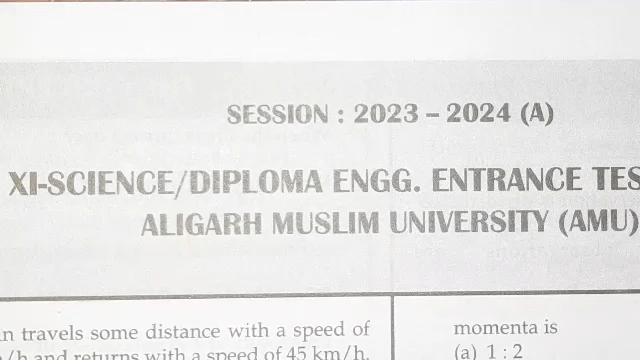 SESSION : 2023 – 2024 (A)
XI-SCIENCE/DIPLOMA ENGG. ENTRANCE TES
ALIGARH MUSLIM UNIVERSITY (AMU)
n travels some distance with a speed of
/h and returns with a speed of 45 km/h.
momenta is
(a) 1 : 2